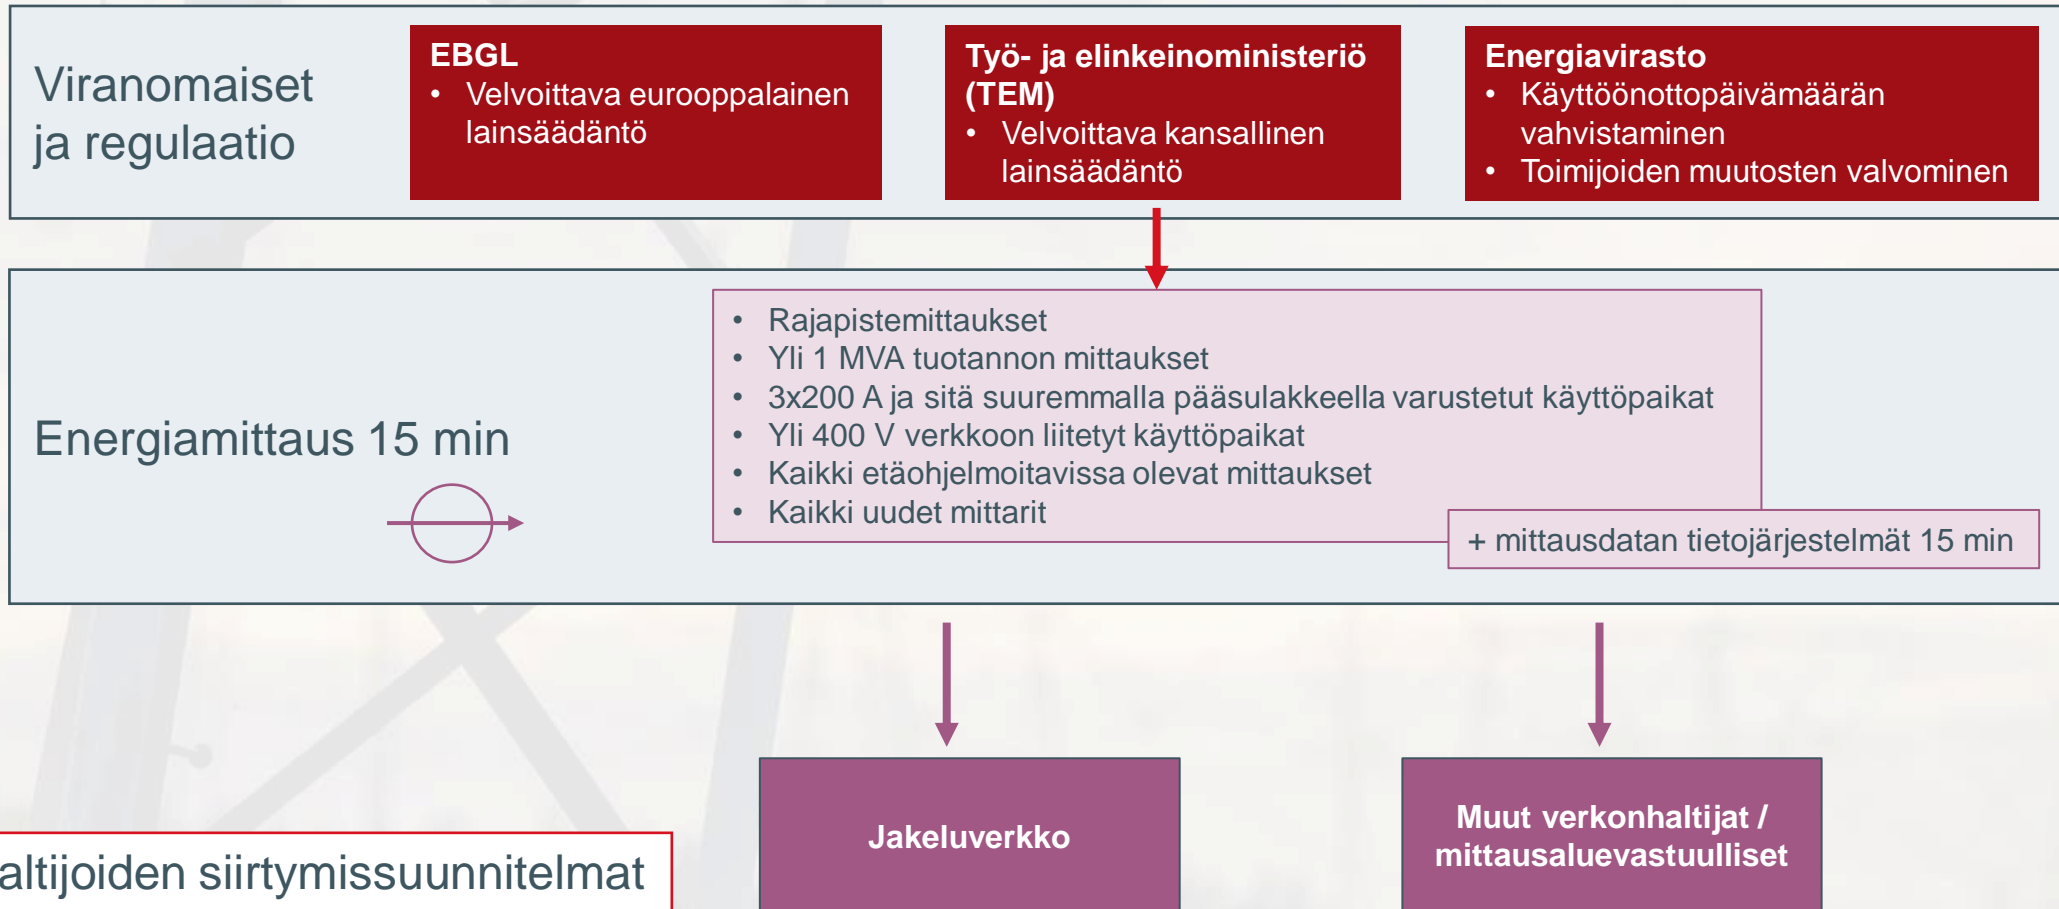 Viranomaiset
ja regulaatio
EBGL
• Velvoittava eurooppalainen
lainsäädäntö
Työ- ja elinkeinoministeriö
(TEM)
• Velvoittava kansallinen
lainsäädäntö
Energiavirasto
• Käyttöönottopäivämäärän
vahvistaminen
• Toimijoiden muutosten valvominen
Energiamittaus 15 min
• Rajapistemittaukset
• Yli 1 MVA tuotannon mittaukset
• 3x200 A ja sitä suuremmalla pääsulakkeella varustetut käyttöpaikat
• Yli 400 V verkkoon liitetyt käyttöpaikat
• Kaikki etäohjelmoitavissa olevat mittaukset
• Kaikki uudet mittarit
+ mittausdatan tietojärjestelmät 15 min
altijoiden siirtymissuunnitelmat
Jakeluverkko
Muut verkonhaltijat /
mittausaluevastuulliset